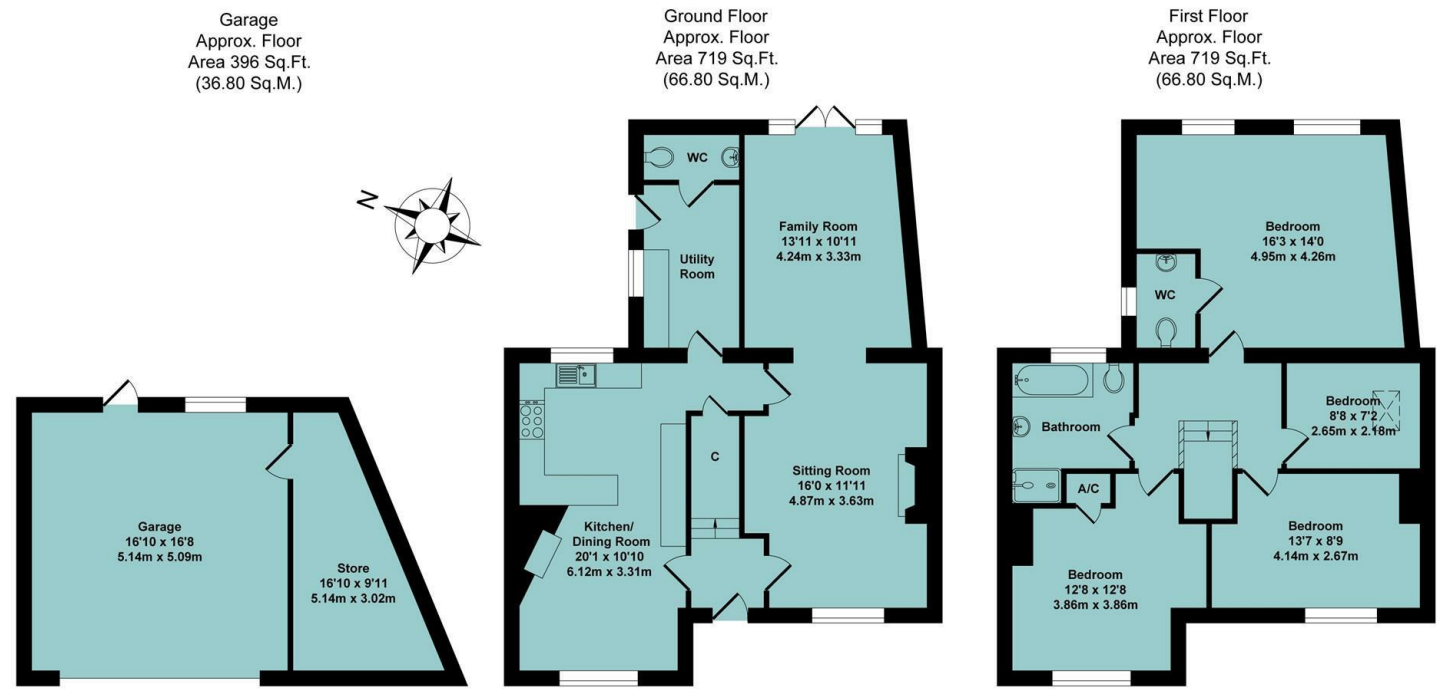 Garage
Approx. Floor
Area 396 Sq.Ft.
(36.80 Sq.M.)
Ground Floor
Approx. Floor
Area 719 Sq.Ft.
(66.80 Sq.M.)
First Floor
Approx. Floor
Area 719 Sq.Ft.
(66.80 Sq.M.)
N
Garage
16'10 x 16'8
5.14m x 5.09m
Store
16'10 x 9'11
5.14m x 3.02m
WC
Utility
Room
Family Room
13'11 x 10'11
4.24m x 3.33m
C
Kitchen/
Dining Room
20'1 x 10'10
6.12m x 3.31m
Sitting Room
16'0 x 11'11
4.87m x 3.63m
Bedroom
16'3 x 14'0
4.95m x 4.26m
WC
Bathroom
Bedroom
8'8 x 7'2
2.65m x 2.18m
A/C
Bedroom
12'8 x 12'8
3.86m x 3.86m
Bedroom
13'7 x 8'9
4.14m x 2.67m